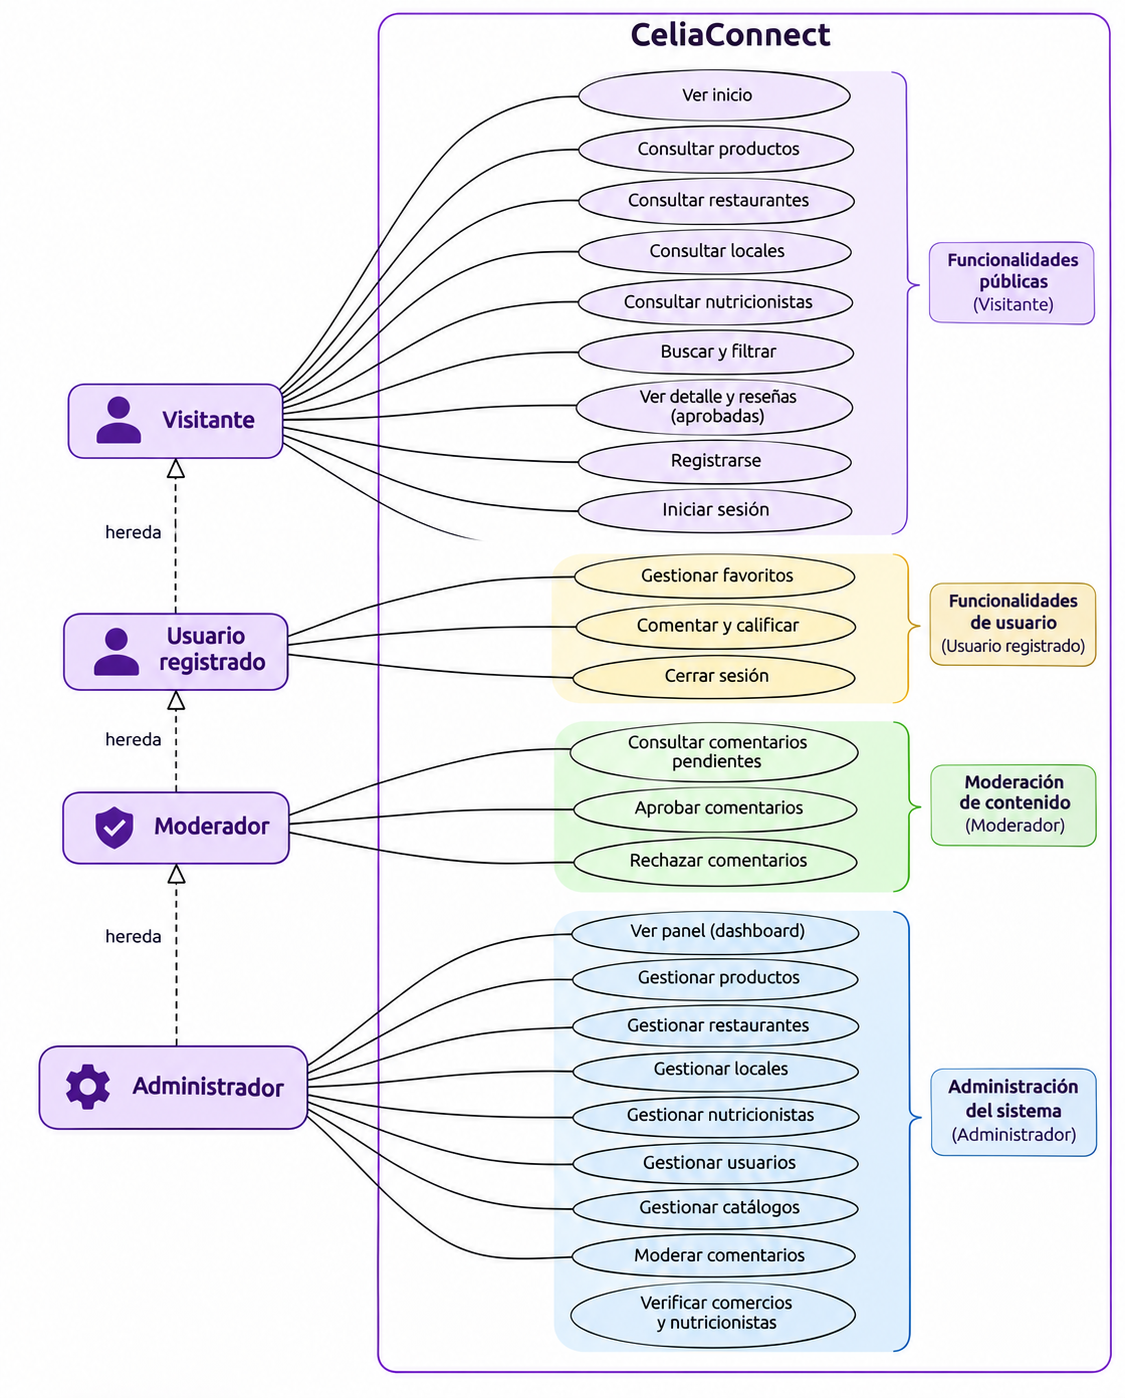 CeliaConnect
Ver inicio
Consultar productos
Consultar restaurantes
Consultar locales
Consultar nutricionistas
Buscar y filtrar
Ver detalle y reseñas
(aprobadas)
Registrarse
Iniciar sesión
Funcionalidades
públicas
(Visitante)
Visitante
hereda
Gestionar favoritos
Comentar y calificar
Cerrar sesión
Funcionalidades
de usuario
(Usuario registrado)
Usuario
registrado
hereda
Consultar comentarios
pendientes
Aprobar comentarios
Rechazar comentarios
Moderación
de contenido
(Moderador)
Moderador
hereda
Ver panel (dashboard)
Gestionar productos
Gestionar restaurantes
Gestionar locales
Gestionar nutricionistas
Gestionar usuarios
Gestionar catálogos
Moderar comentarios
Verificar comercios
y nutricionistas
Administración
del sistema
(Administrador)
Administrador